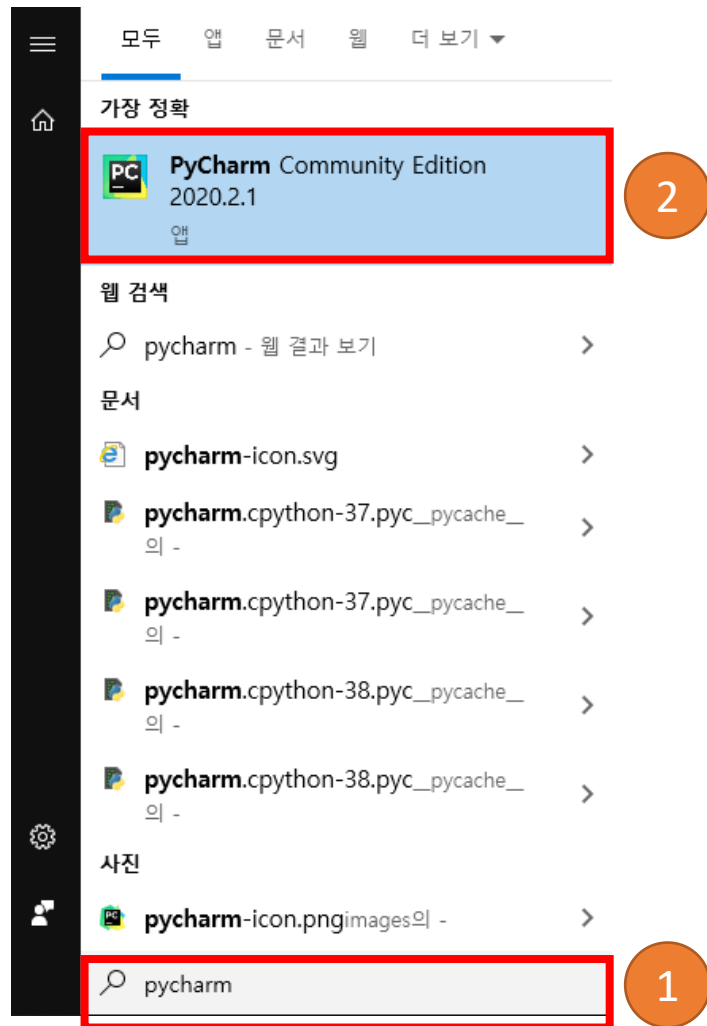 모두 앱 문서 웹 더 보기
가장 정확
PC
PyCharm Community Edition
2020.2.1
앱
2
웹 검색
pycharm - 웹 결과 보기
문서
pycharm-icon.svg
pycharm.cpython-37.pyc__pycache__
의 -
pycharm.cpython-37.pyc__pycache__
의 -
pycharm.cpython-38.pyc__pycache__
의 -
pycharm.cpython-38.pyc__pycache__
의 -
사진
PC
pycharm-icon.pngimages의 -
pycharm
1